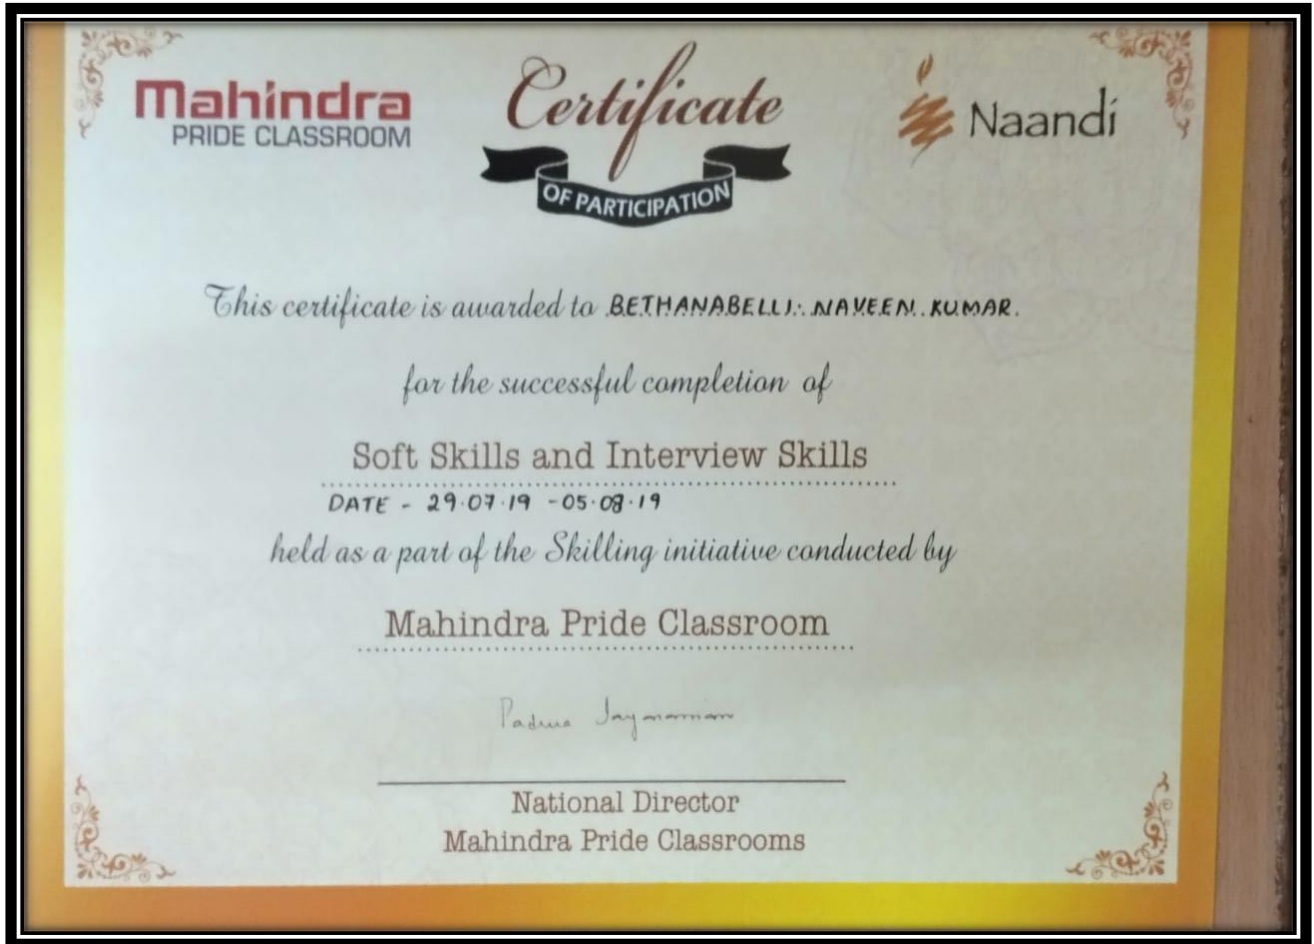 Mahindra
PRIDE CLASSROOM
Certificate
OF PARTICIPATION
Naandi
This certificate is awarded to BETHANABELLI. NAVEEN. KUMAR.
for the successful completion of
Soft Skills and Interview Skills
DATE - 29.07.19 - 05.08.19
held as a part of the Skilling initiative conducted by
Mahindra Pride Classroom
National Director
Mahindra Pride Classrooms